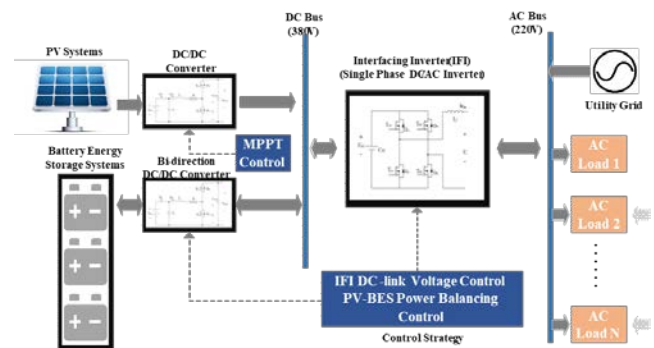 PV Systems
DC/DC
Converter
DC Bus
(380V)
Interfacing Inverter(IFI)
(Single Phase DC/AC Inverter)
AC Bus
(220V)
Utility Grid
MPPT
Control
Battery Energy
Storage Systems
Bi-direction
DC/DC Converter
AC
Load 1
AC
Load 2
IFI DC-link Voltage Control
PV-BES Power Balancing
Control
Control Strategy
AC
Load N